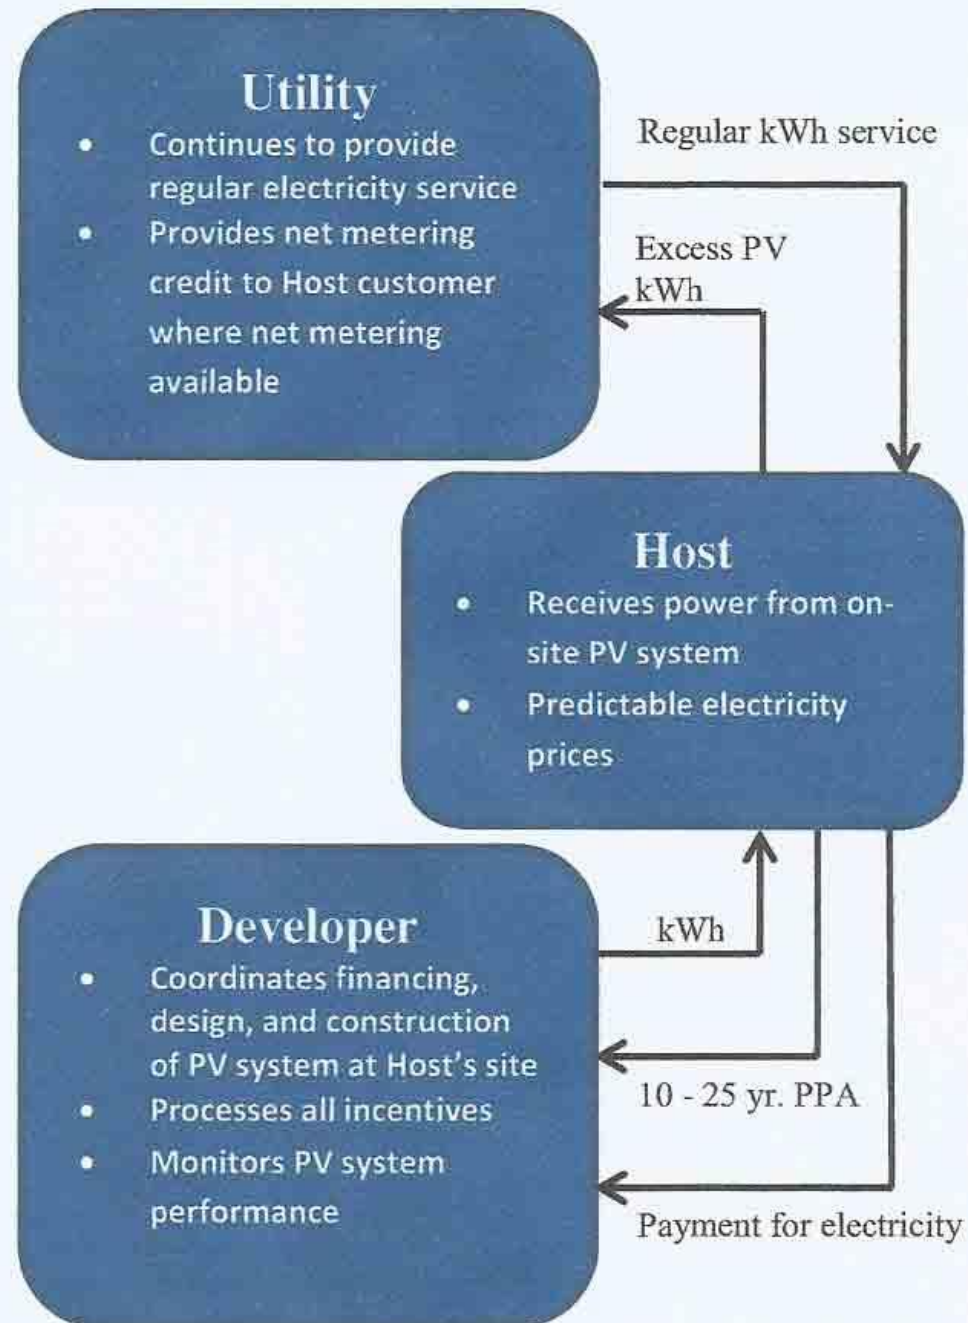 Utility
• Continues to provide
regular electricity service
• Provides net metering
credit to Host customer
where net metering
available
Regular kWh service
Excess PV
kWh
Host
• Receives power from on-
site PV system
• Predictable electricity
prices
Developer
• Coordinates financing,
design, and construction
of PV system at Host's site
• Processes all incentives
• Monitors PV system
performance
kWh
10 - 25 yr. PPA
Payment for electricity